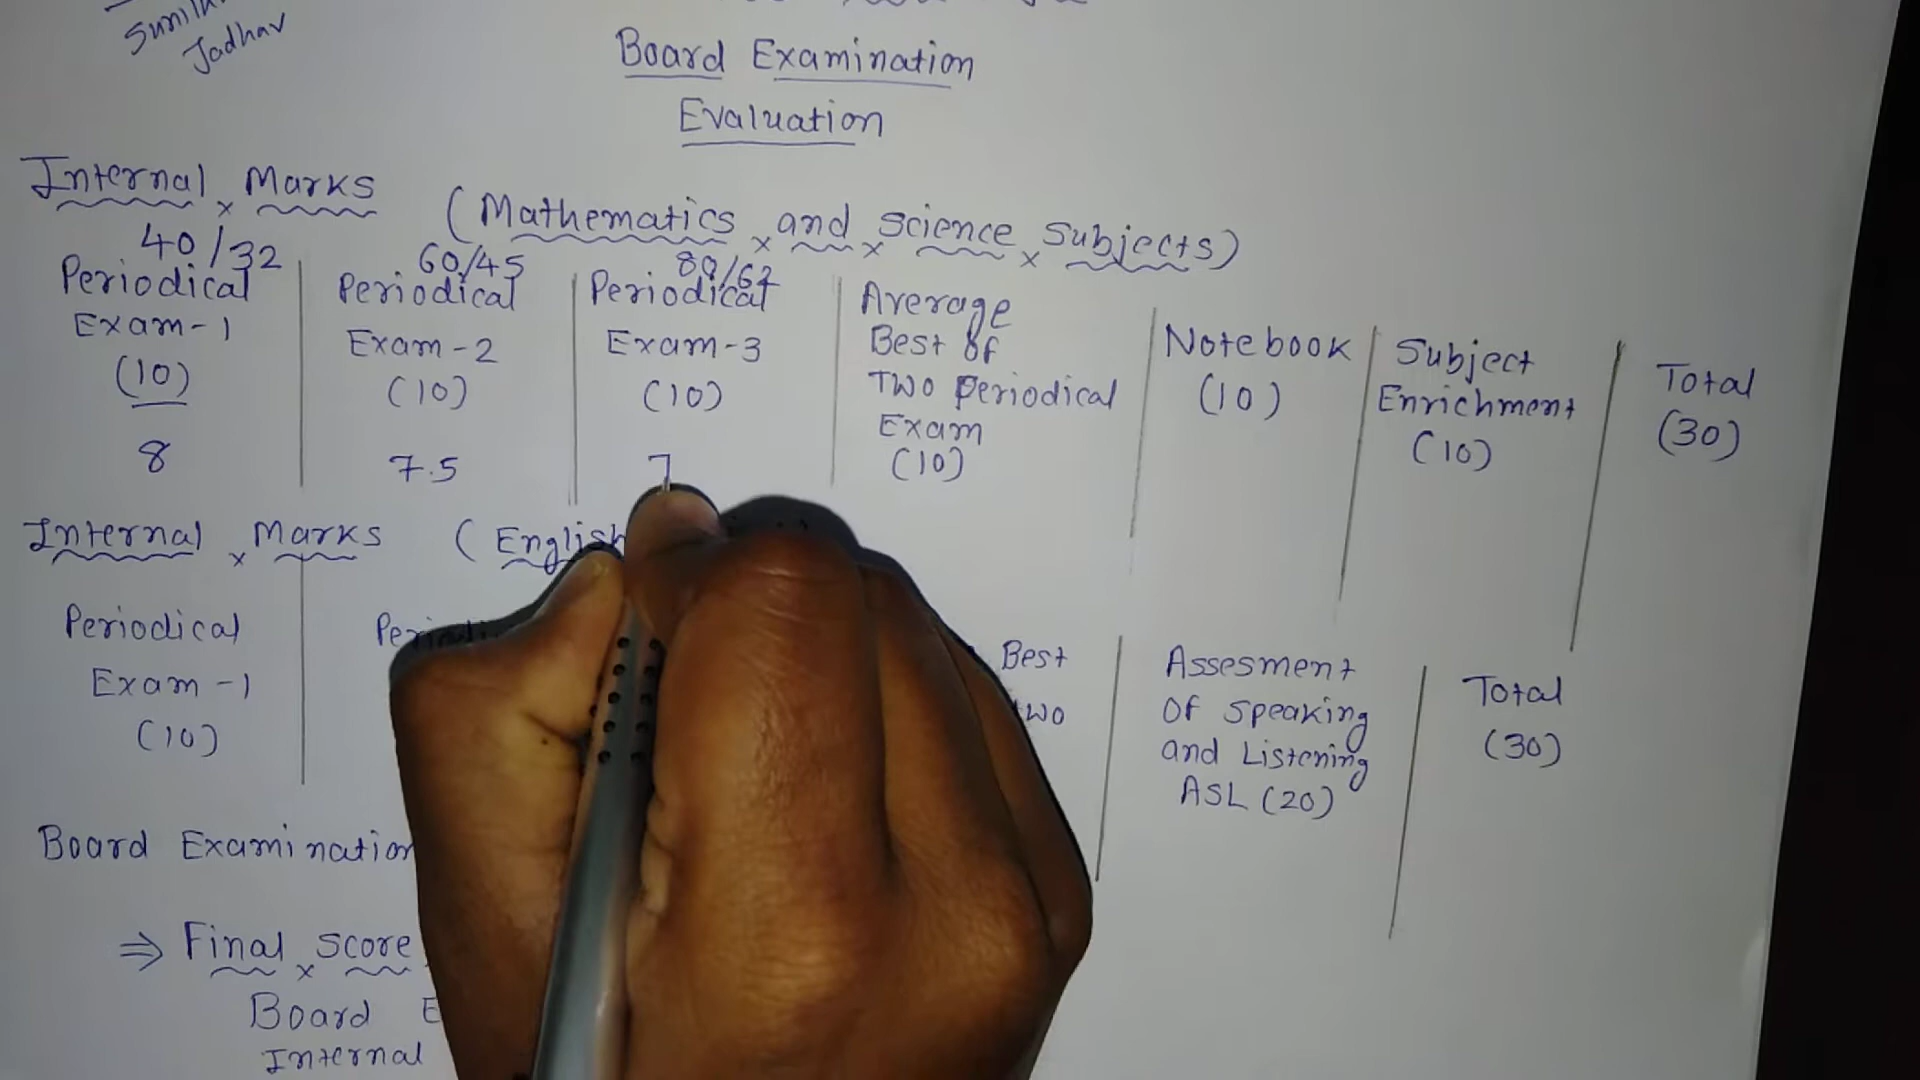 Jadhav
Board Examination
Evaluation
Internal Marks
(Mathematics and Science Subjects)
40/32
Periodical
Exam-1
(10)
8
60/45
Periodical
Exam-2
(10)
7.5
Periodical
Exam-3
(10)
7
Average
Best of
Two Periodical
Exam
(10)
Notebook
(10)
Subject
Enrichment
(10)
Total
(30)
Internal Marks (English
Periodical
Exam-1
(10)
Best
Two
Assesment
Of Speaking
and Listening
ASL (20)
Total
(30)
Board Examination
⇒ Final Score
Board E
Internal